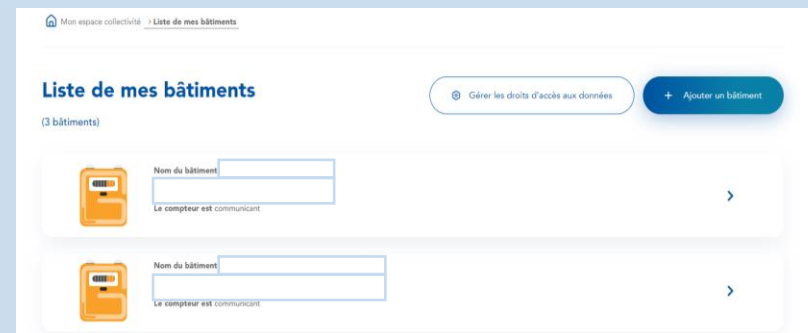 Mon espace collectivité > Liste de mes bâtiments
Liste de mes bâtiments
Gérer les droits d'accès aux données
+ Ajouter un bâtiment
(3 bâtiments)
Nom du bâtiment
Le compteur est communicant
Nom du bâtiment
Le compteur est communicant